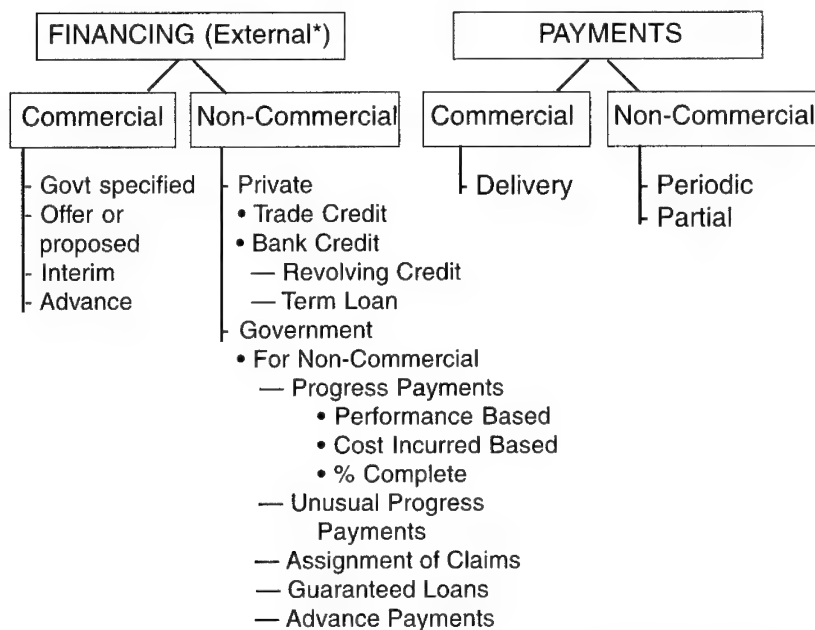 FINANCING (External*)
Commercial
Non-Commercial
- Govt specified
- Offer or
proposed
- Interim
- Advance
- Private
• Trade Credit
• Bank Credit
— Revolving Credit
— Term Loan
- Government
• For Non-Commercial
— Progress Payments
• Performance Based
• Cost Incurred Based
• % Complete
— Unusual Progress
Payments
— Assignment of Claims
— Guaranteed Loans
— Advance Payments
PAYMENTS
Commercial
Non-Commercial
- Delivery
- Periodic
- Partial